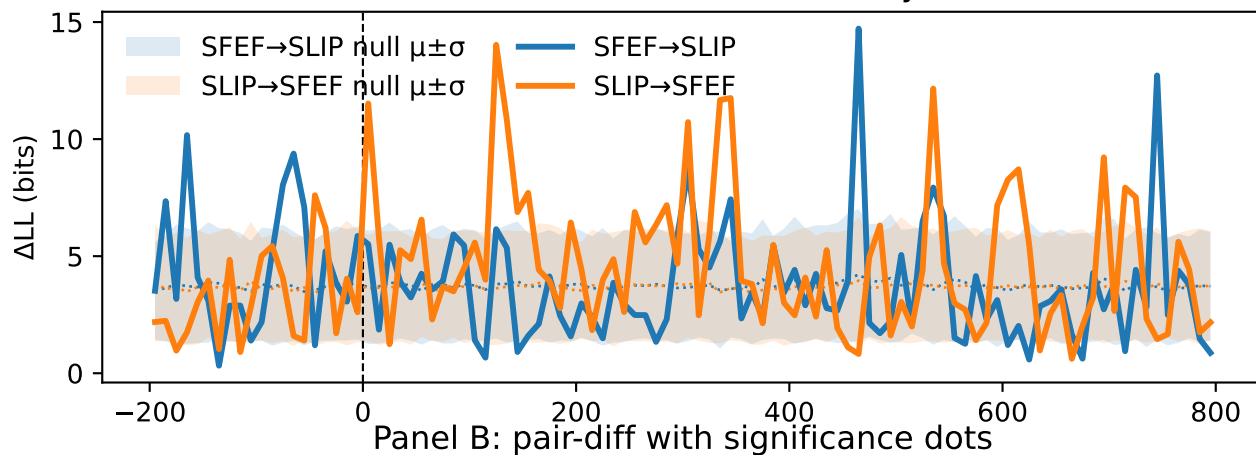 15
10
5
0
ΔLL (bits)
SFEF→SLIP null μ±σ
SLIP→SFEF null μ±σ
SFEF→SLIP
SLIP→SFEF
−200
0
200
400
600
800
Panel B: pair-diff with significance dots